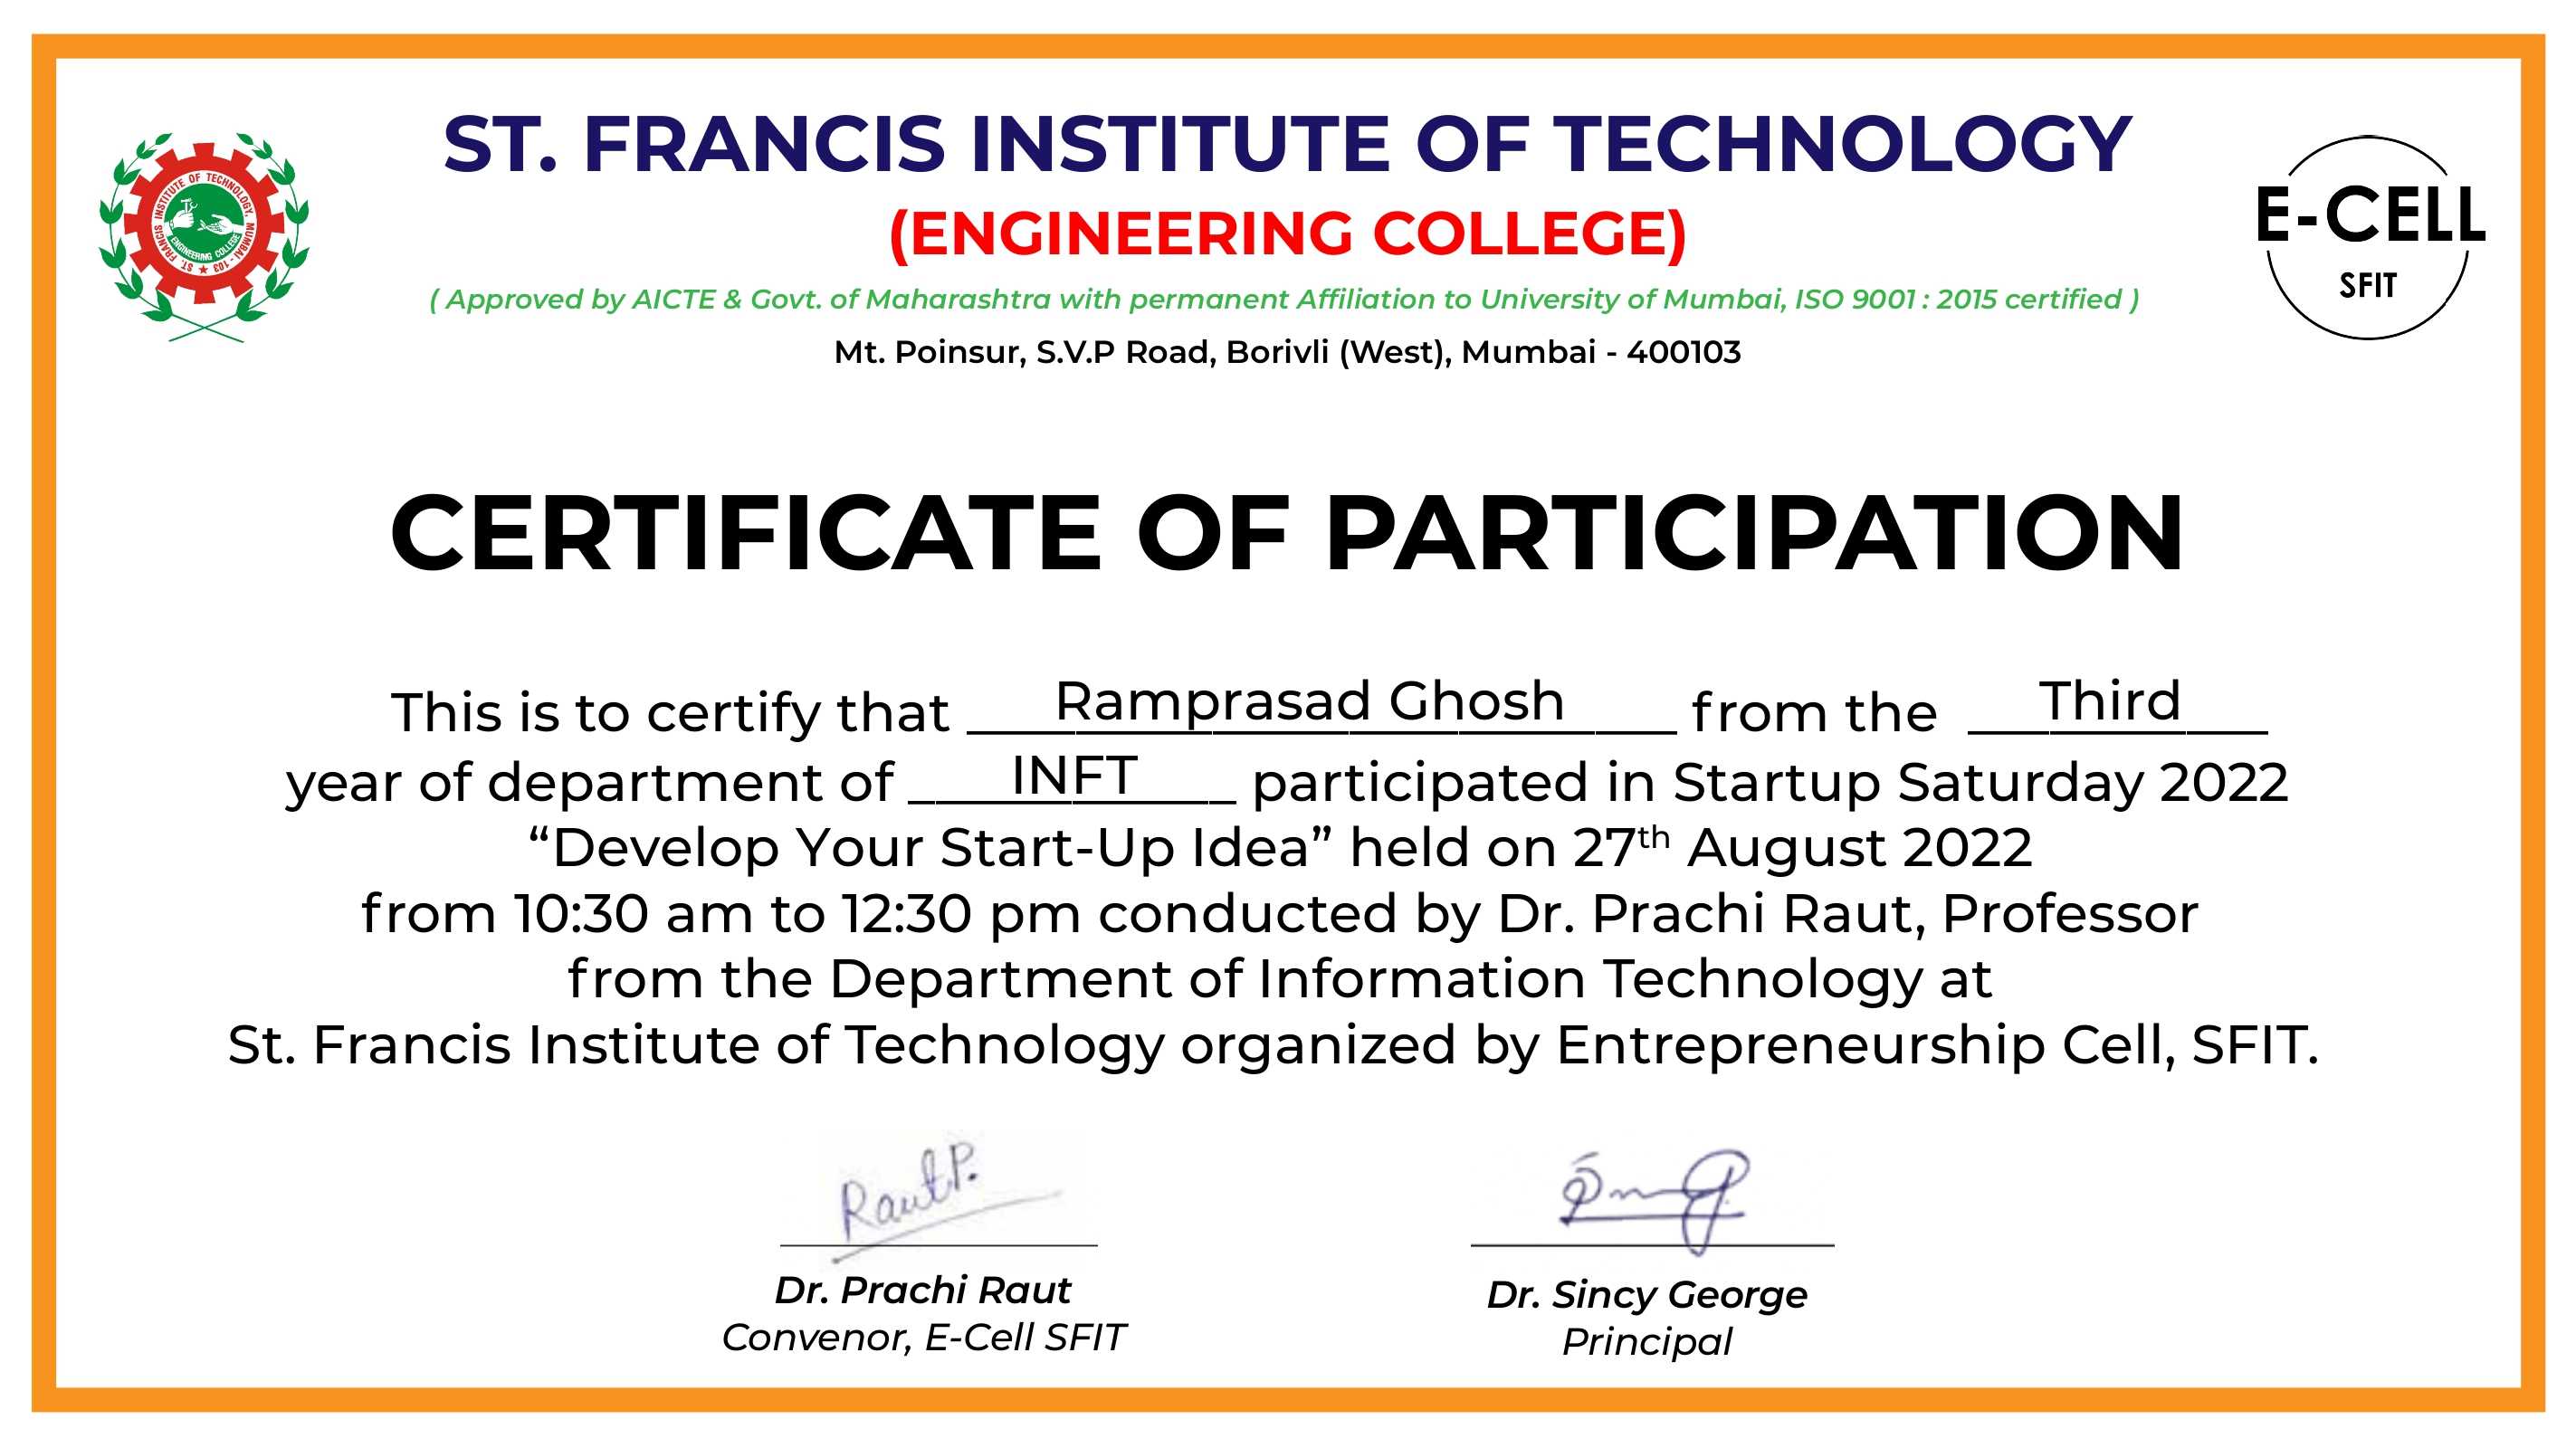 ST. FRANCIS INSTITUTE OF TECHNOLOGY
(ENGINEERING COLLEGE)
( Approved by AICTE & Govt. of Maharashtra with permanent Affiliation to University of Mumbai, ISO 9001 : 2015 certified )
Mt. Poinsur, S.V.P Road, Borivli (West), Mumbai - 400103
ST. FRANCIS INSTITUTE OF TECHNOLOGY, MUMBAI - 103 ★
ENGINEERING COLLEGE
E-CELL
SFIT
CERTIFICATE OF PARTICIPATION
This is to certify that Ramprasad Ghosh from the Third
year of department of INFT participated in Startup Saturday 2022
“Develop Your Start-Up Idea” held on 27th August 2022
from 10:30 am to 12:30 pm conducted by Dr. Prachi Raut, Professor
from the Department of Information Technology at
St. Francis Institute of Technology organized by Entrepreneurship Cell, SFIT.
Raut P.
Dr. Prachi Raut
Convenor, E-Cell SFIT
Dr. Sincy George
Principal